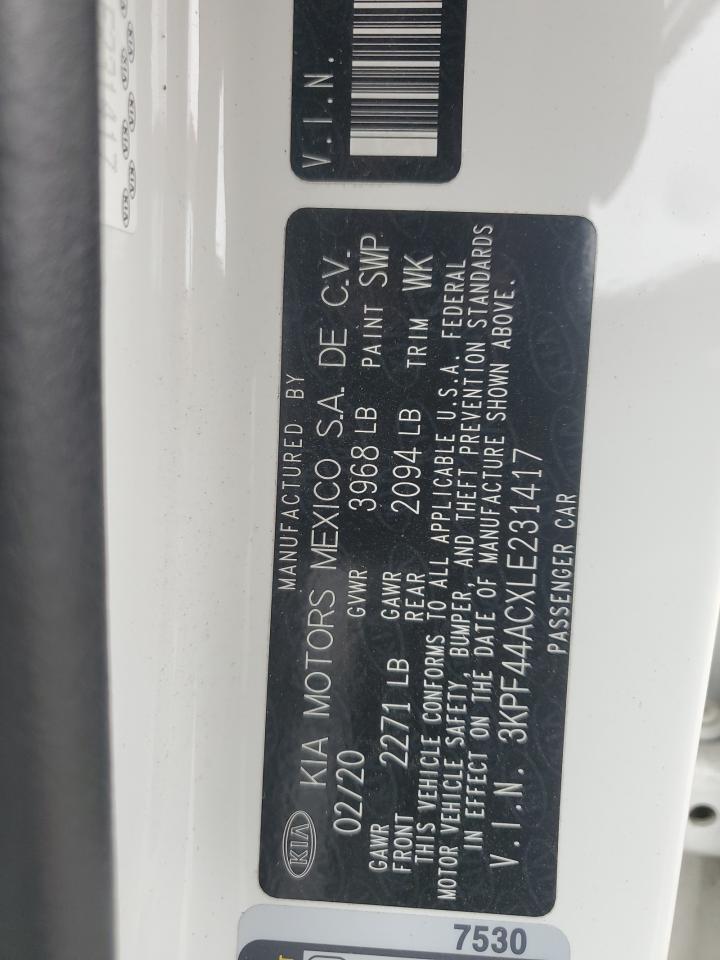 V.I.N.
MANUFACTURED BY
KIA KIA MOTORS MEXICO S.A. DE C.V.
02/20 GVWR 3968 LB PAINT SWP
GAWR FRONT 2271 LB GAWR REAR 2094 LB TRIM WK
THIS VEHICLE CONFORMS TO ALL APPLICABLE U.S.A. FEDERAL
MOTOR VEHICLE SAFETY, BUMPER, AND THEFT PREVENTION STANDARDS
IN EFFECT ON THE DATE OF MANUFACTURE SHOWN ABOVE.
V.I.N. 3KPF44ACXLE231417
PASSENGER CAR
7530